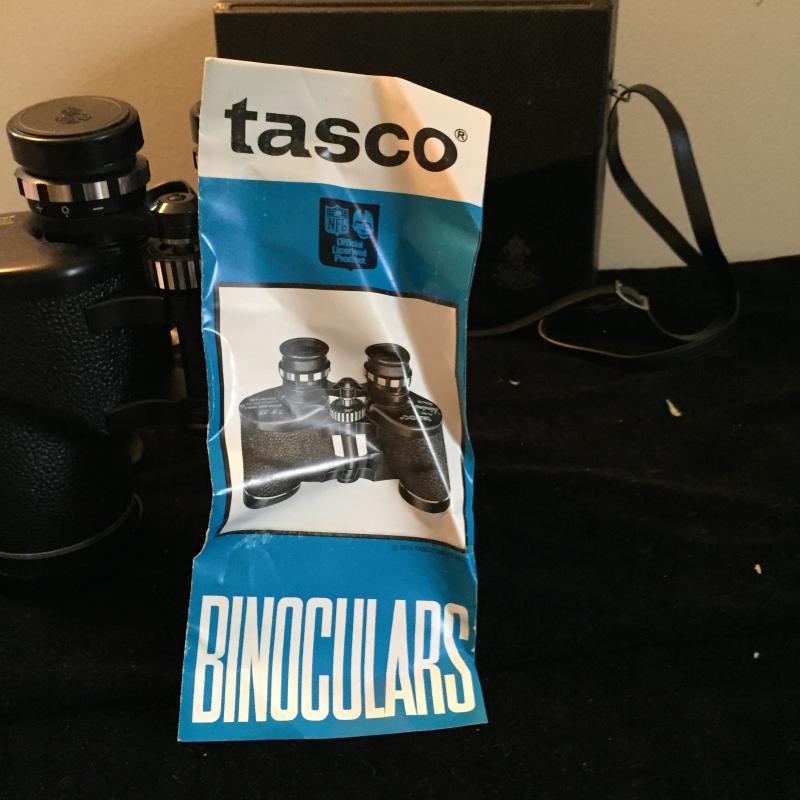 tasco®
NFL
Official
Licensed
Product
BINOCULARS